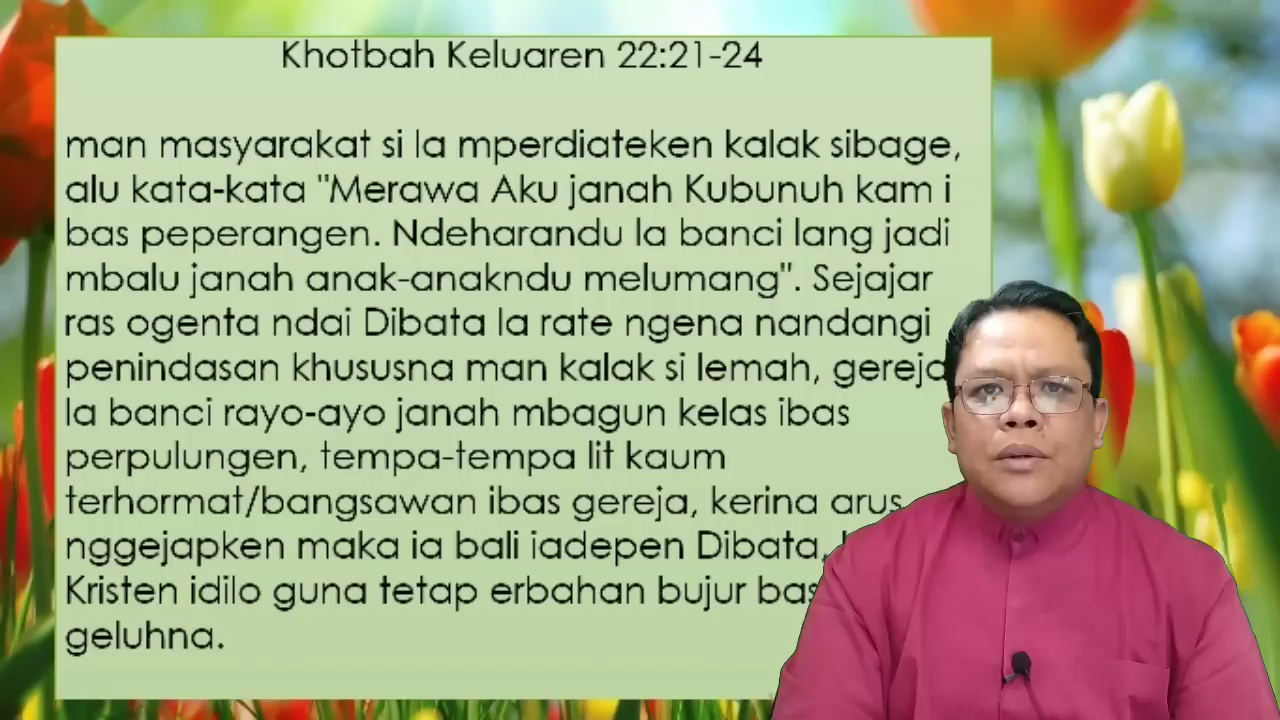 Khotbah Keluaren 22:21-24
man masyarakat si la mperdiateken kalak sibage,
alu kata-kata "Merawa Aku janah Kubunuh kam i
bas peperangen. Ndeharandu la banci lang jadi
mbalu janah anak-anakndu melumang". Sejajar
ras ogenta ndai Dibata la rate ngena nandangi
penindasan khususna man kalak si lemah, gereja
la banci rayo-ayo janah mbagun kelas ibas
perpulungen, tempa-tempa lit kaum
terhormat/bangsawan ibas gereja, kerina arus
nggejapken maka ia bali iadepen Dibata,
Kristen idilo guna tetap erbahan bujur bas
geluhna.